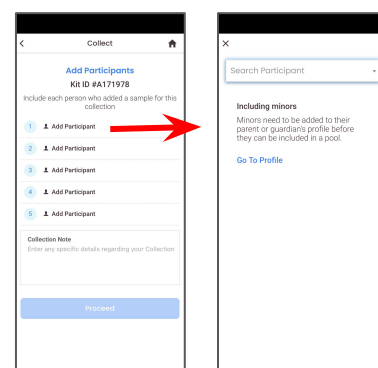 Collect
Add Participants
Kit ID #A171978
Include each person who added a sample for this
collection
1 Add Participant
2 Add Participant
3 Add Participant
4 Add Participant
5 Add Participant
Collection Note
Enter any specific details regarding your Collection
Proceed
Search Participant
Including minors
Minors need to be added to their
parent or guardian's profile before
they can be included in a pool.
Go To Profile